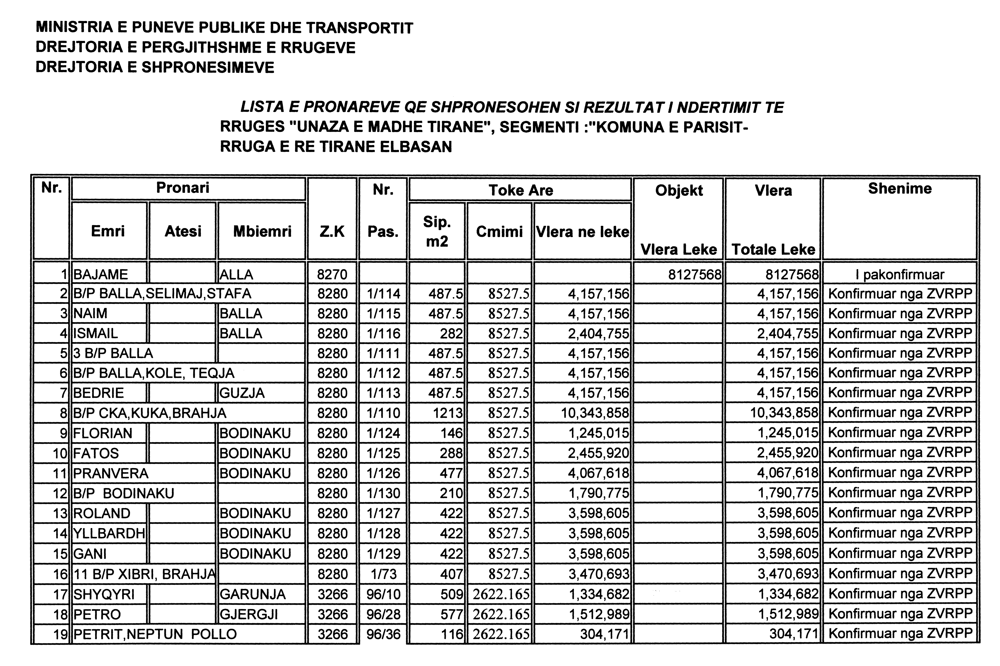 MINISTRIA E PUNEVE PUBLIKE DHE TRANSPORTIT
DREJTORIA E PERGJITHSHME E RRUGEVE
DREJTORIA E SHPRONESIMEVE
LISTA E PRONAREVE QE SHPRONESOHEN SI REZULTAT I NDERTIMIT TE
RRUGES "UNAZA E MADHE TIRANE", SEGMENTI :"KOMUNA E PARISIT-
RRUGA E RE TIRANE ELBASAN
Nr. Pronari Nr. Toke Are Objekt Vlera Shenime
Emri Atesi Mbiemri Z.K Pas. Sip. m2 Cmimi Vlera ne leke Vlera Leke Totale Leke
1 BAJAME ALLA 8270 8127568 8127568 I pakonfirmuar
2 B/P BALLA,SELIMAJ,STAFA 8280 1/114 487.5 8527.5 4,157,156 4,157,156 Konfirmuar nga ZVRPP
3 NAIM BALLA 8280 1/115 487.5 8527.5 4,157,156 4,157,156 Konfirmuar nga ZVRPP
4 ISMAIL BALLA 8280 1/116 282 8527.5 2,404,755 2,404,755 Konfirmuar nga ZVRPP
5 3 B/P BALLA 8280 1/111 487.5 8527.5 4,157,156 4,157,156 Konfirmuar nga ZVRPP
6 B/P BALLA,KOLE, TEQJA 8280 1/112 487.5 8527.5 4,157,156 4,157,156 Konfirmuar nga ZVRPP
7 BEDRIE GUZJA 8280 1/113 487.5 8527.5 4,157,156 4,157,156 Konfirmuar nga ZVRPP
8 B/P CKA,KUKA,BRAHJA 8280 1/110 1213 8527.5 10,343,858 10,343,858 Konfirmuar nga ZVRPP
9 FLORIAN BODINAKU 8280 1/124 146 8527.5 1,245,015 1,245,015 Konfirmuar nga ZVRPP
10 FATOS BODINAKU 8280 1/125 288 8527.5 2,455,920 2,455,920 Konfirmuar nga ZVRPP
11 PRANVERA BODINAKU 8280 1/126 477 8527.5 4,067,618 4,067,618 Konfirmuar nga ZVRPP
12 B/P BODINAKU 8280 1/130 210 8527.5 1,790,775 1,790,775 Konfirmuar nga ZVRPP
13 ROLAND BODINAKU 8280 1/127 422 8527.5 3,598,605 3,598,605 Konfirmuar nga ZVRPP
14 YLLBARDH BODINAKU 8280 1/128 422 8527.5 3,598,605 3,598,605 Konfirmuar nga ZVRPP
15 GANI BODINAKU 8280 1/129 422 8527.5 3,598,605 3,598,605 Konfirmuar nga ZVRPP
16 11 B/P XIBRI, BRAHJA 8280 1/73 407 8527.5 3,470,693 3,470,693 Konfirmuar nga ZVRPP
17 SHYQYRI GARUNJA 3266 96/10 509 2622.165 1,334,682 1,334,682 Konfirmuar nga ZVRPP
18 PETRO GJERGJI 3266 96/28 577 2622.165 1,512,989 1,512,989 Konfirmuar nga ZVRPP
19 PETRIT,NEPTUN POLLO 3266 96/36 116 2622.165 304,171 304,171 Konfirmuar nga ZVRPP